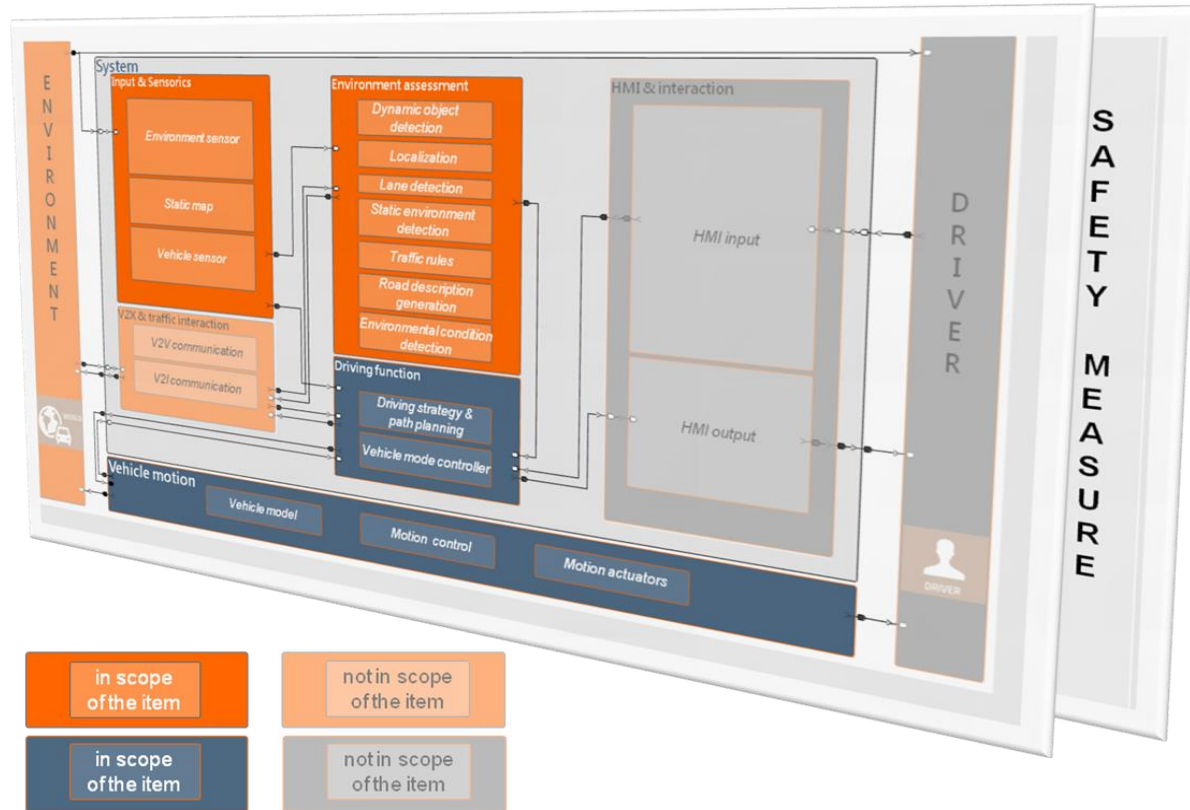 ENVIRONMENT
WORLD
System
Input & Sensorics
Environment sensor
Static map
Vehicle sensor
V2X & traffic interaction
V2V communication
V2I communication
Environment assessment
Dynamic object
detection
Localization
Lane detection
Static environment
detection
Traffic rules
Road description
generation
Environmental condition
detection
Driving function
Driving strategy &
path planning
Vehicle mode controller
HMI & interaction
HMI input
HMI output
Vehicle motion
Vehicle model
Motion control
Motion actuators
DRIVER
DRIVER
SAFETY MEASURE
in scope
of the item
not in scope
of the item
in scope
of the item
not in scope
of the item